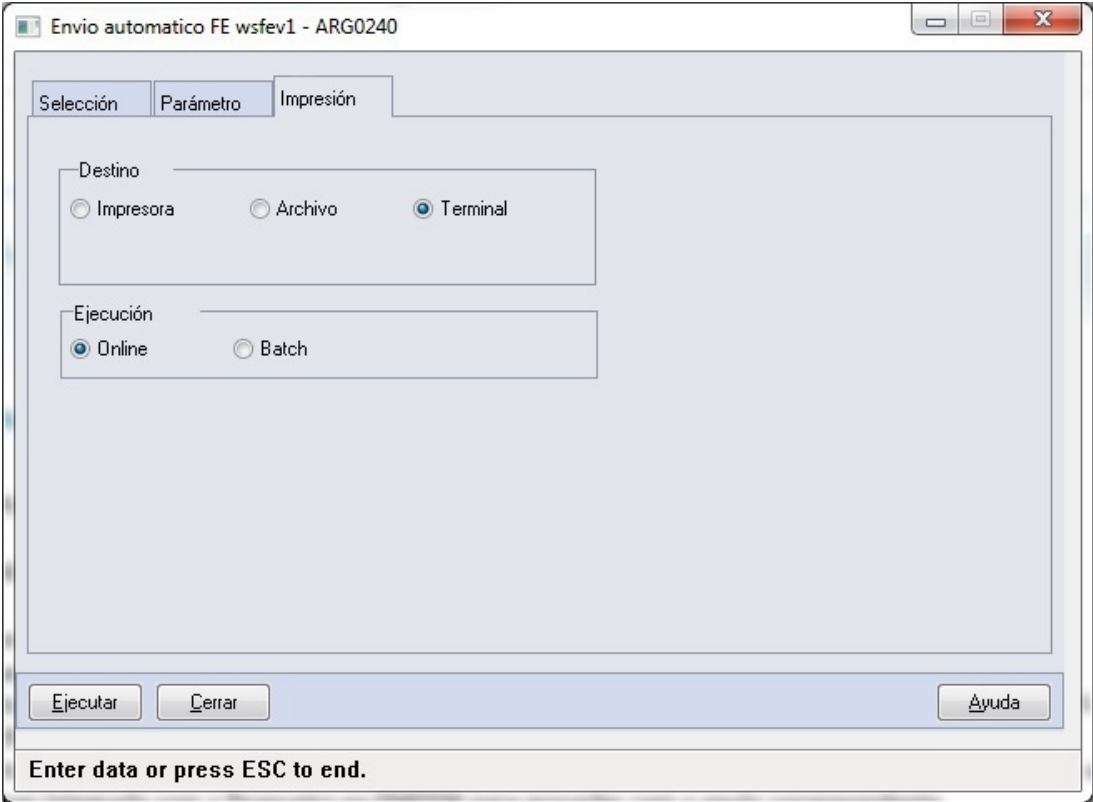 Envio automatico FE wsfev1 - ARG0240
Selección Parámetro Impresión
Destino
Impresora Archivo Terminal
Ejecución
Online Batch
Ejecutar Cerrar Ayuda
Enter data or press ESC to end.